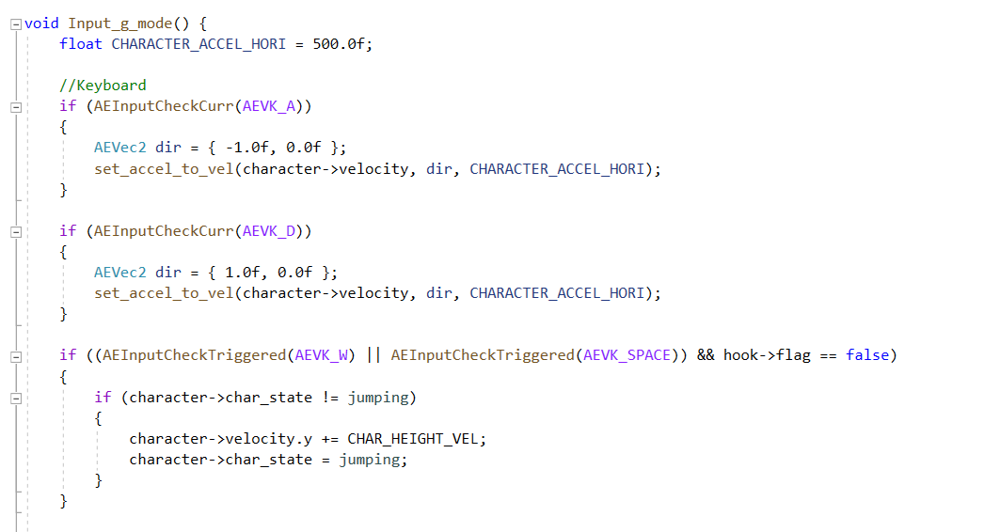 void Input_g_mode() {
    float CHARACTER_ACCEL_HORI = 500.0f;

    //Keyboard
    if (AEInputCheckCurr(AEVK_A))
    {
        AEVec2 dir = { -1.0f, 0.0f };
        set_accel_to_vel(character->velocity, dir, CHARACTER_ACCEL_HORI);
    }

    if (AEInputCheckCurr(AEVK_D))
    {
        AEVec2 dir = { 1.0f, 0.0f };
        set_accel_to_vel(character->velocity, dir, CHARACTER_ACCEL_HORI);
    }

    if ((AEInputCheckTriggered(AEVK_W) || AEInputCheckTriggered(AEVK_SPACE)) && hook->flag == false)
    {
        if (character->char_state != jumping)
        {
            character->velocity.y += CHAR_HEIGHT_VEL;
            character->char_state = jumping;
        }
    }